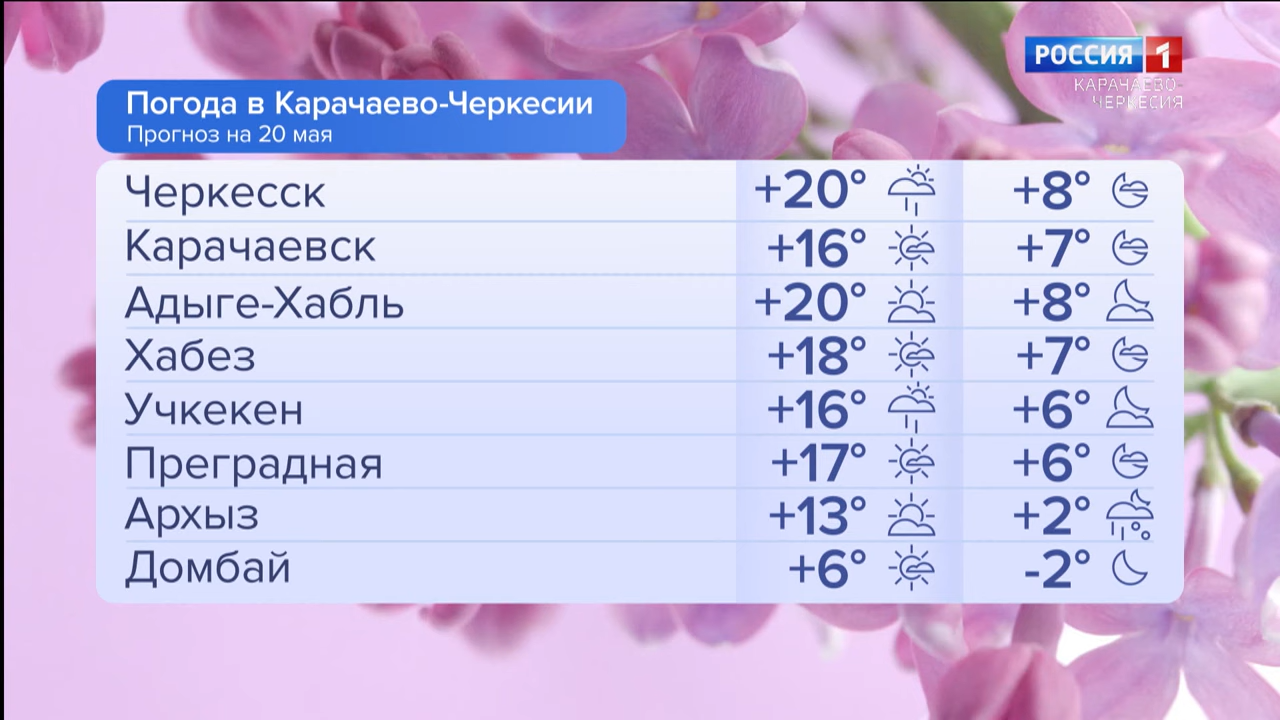 РОССИЯ 1
КАРАЧАЕВО-
ЧЕРКЕСИЯ
Погода в Карачаево-Черкесии
Прогноз на 20 мая
Черкесск +20° +8°
Карачаевск +16° +7°
Адыге-Хабль +20° +8°
Хабез +18° +7°
Учкекен +16° +6°
Преградная +17° +6°
Архыз +13° +2°
Домбай +6° -2°